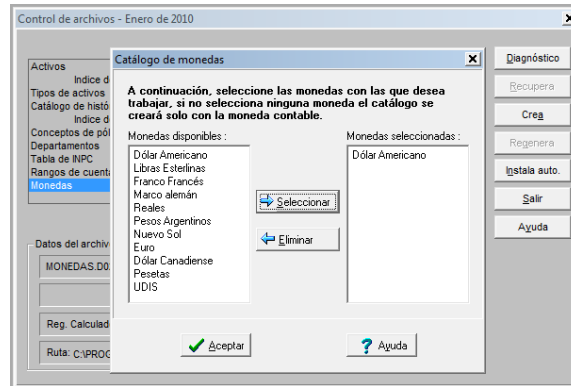 Control de archivos - Enero de 2010
Activos
Indice d
Tipos de activos
Catálogo de histó
Indice d
Conceptos de pól
Departamentos
Tabla de INPC
Rangos de cuenta
Monedas
Datos del archiv
MONEDAS.D0
Reg. Calculad
Ruta: C:\PROG
Catálogo de monedas
A continuación, seleccione las monedas con las que desea
trabajar, si no selecciona ninguna moneda el catálogo se
creará solo con la moneda contable.
Monedas disponibles :
Dólar Americano
Libras Esterlinas
Franco Francés
Marco alemán
Reales
Pesos Argentinos
Nuevo Sol
Euro
Dólar Canadiense
Pesetas
UDIS
Seleccionar
Eliminar
Monedas seleccionadas :
Dólar Americano
Aceptar
Ayuda
Diagnóstico
Recupera
Crea
Regenera
Instala auto.
Salir
Ayuda